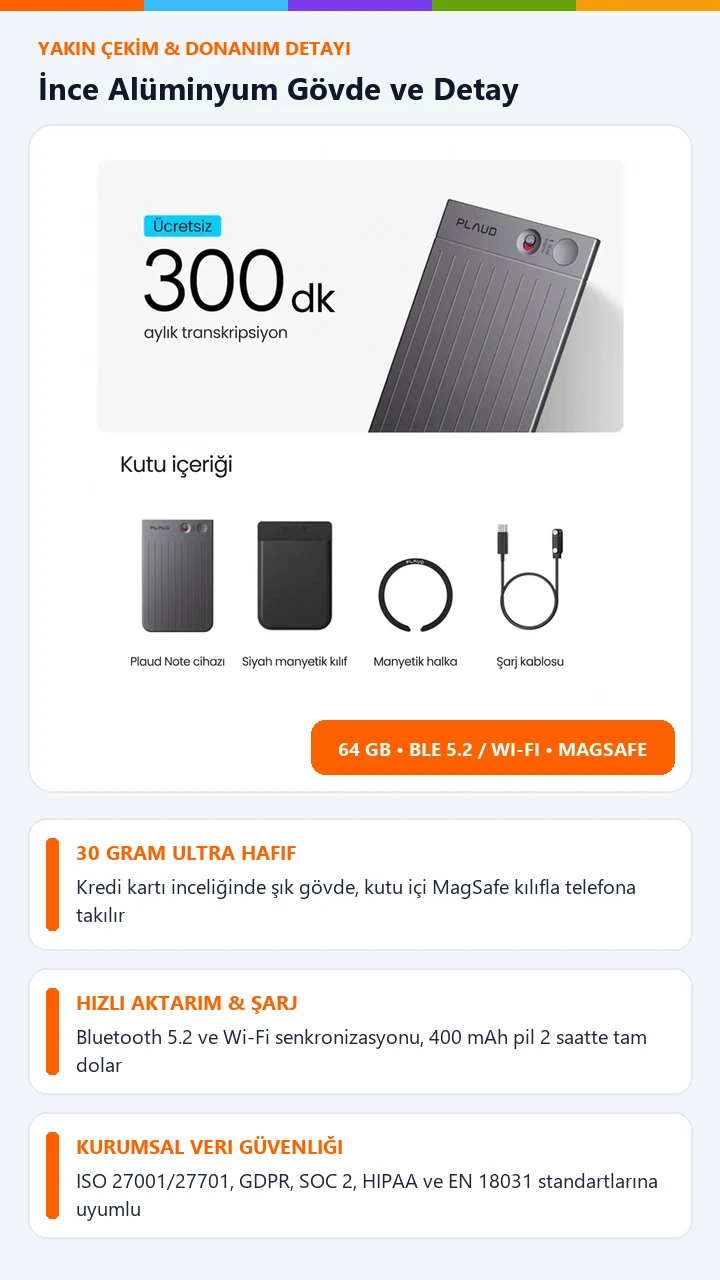 YAKIN ÇEKİM & DONANIM DETAYI
İnce Alüminyum Gövde ve Detay
Ücretsiz
300 dk
aylık transkripsiyon
PLAUD
Kutu içeriği
PLAUD
PLAUD
Plaud Note cihazı
Siyah manyetik kılıf
Manyetik halka
Şarj kablosu
64 GB • BLE 5.2 / WI-FI • MAGSAFE
30 GRAM ULTRA HAFIF
Kredi kartı inceliğinde şık gövde, kutu içi MagSafe kılıfla telefona
takılır
HIZLI AKTARIM & ŞARJ
Bluetooth 5.2 ve Wi-Fi senkronizasyonu, 400 mAh pil 2 saatte tam
dolar
KURUMSAL VERI GÜVENLIĞI
ISO 27001/27701, GDPR, SOC 2, HIPAA ve EN 18031 standartlarına
uyumlu